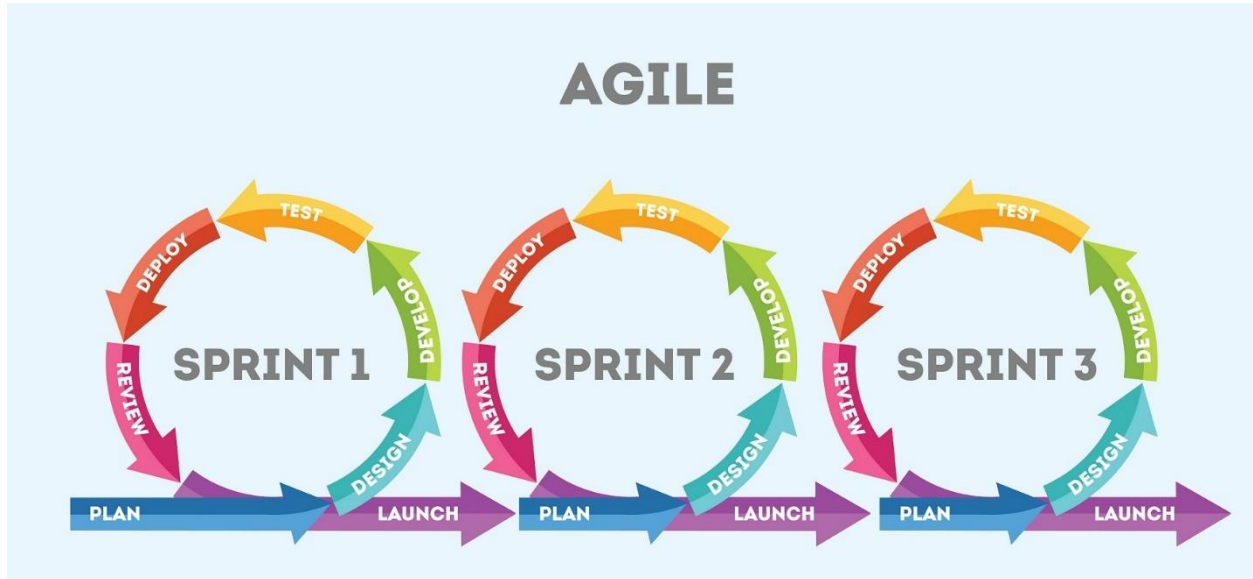 AGILE
SPRINT 1
PLAN
DESIGN
DEVELOP
TEST
DEPLOY
REVIEW
LAUNCH
SPRINT 2
PLAN
DESIGN
DEVELOP
TEST
DEPLOY
REVIEW
LAUNCH
SPRINT 3
PLAN
DESIGN
DEVELOP
TEST
DEPLOY
REVIEW
LAUNCH